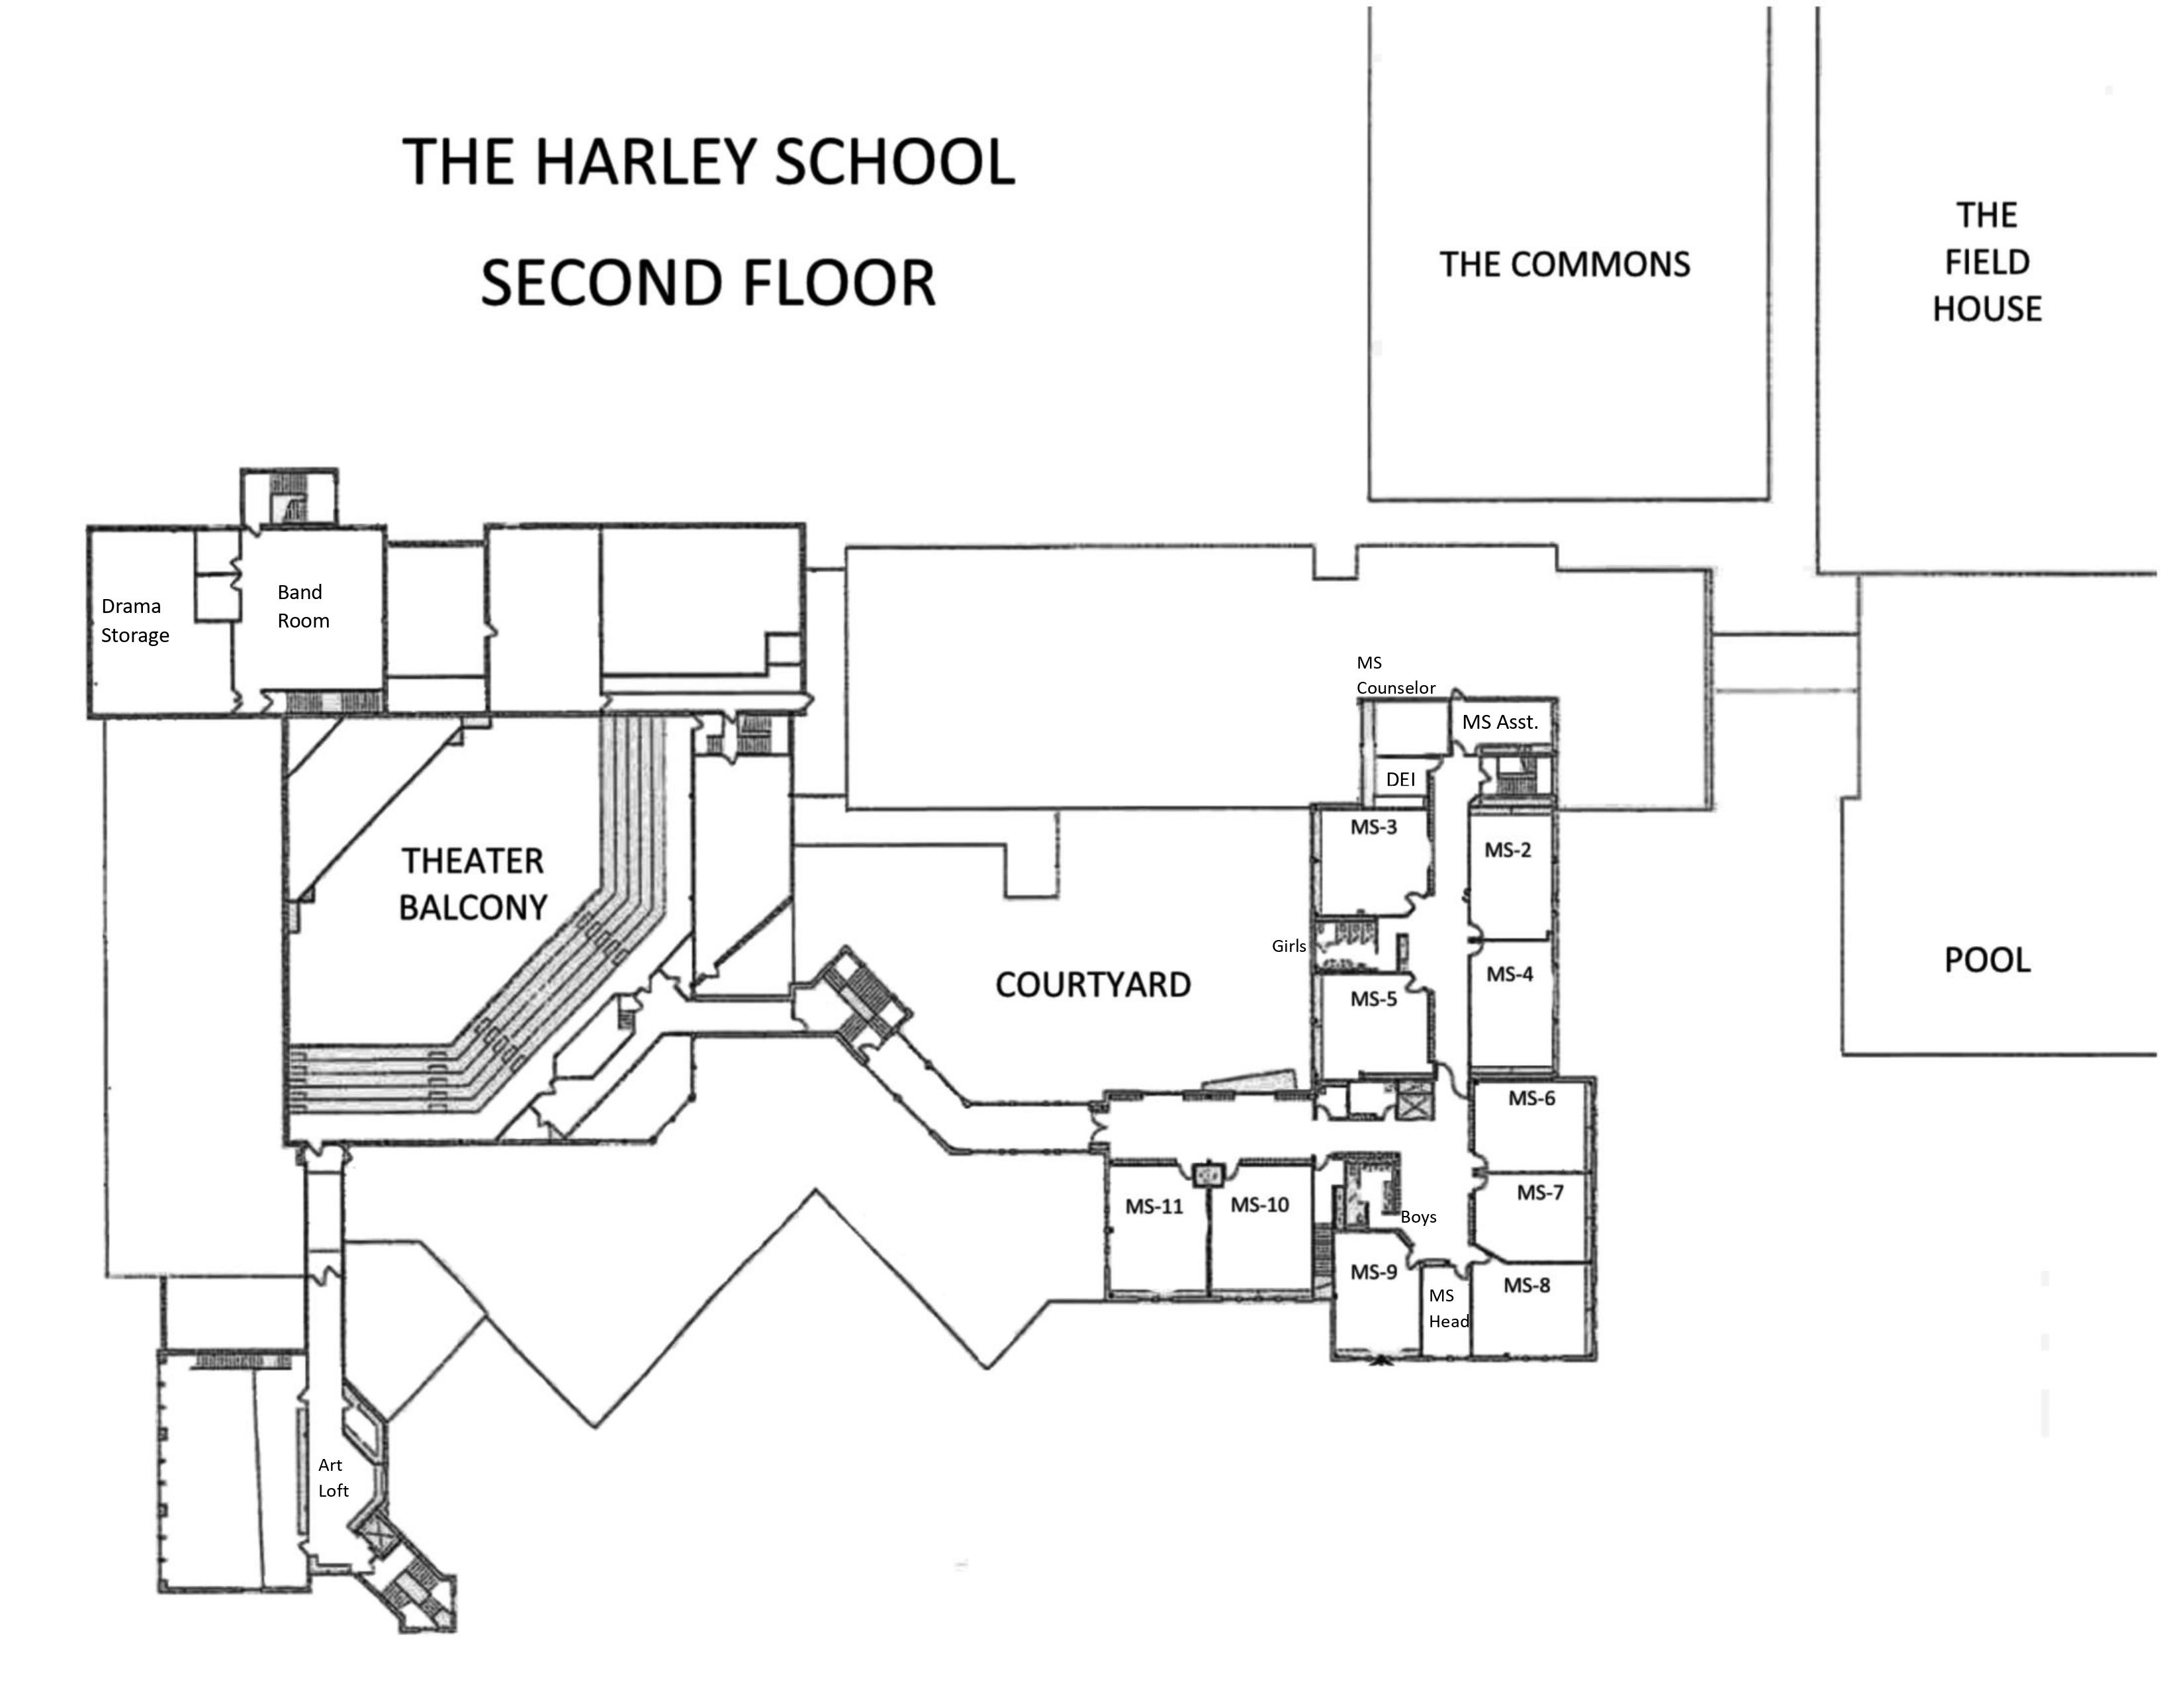 THE HARLEY SCHOOL
SECOND FLOOR
THE COMMONS
THE
FIELD
HOUSE
Drama
Storage
Band
Room
MS
Counselor
MS Asst.
DEI
MS-3
MS-2
THEATER
BALCONY
Girls
COURTYARD
MS-4
MS-5
POOL
MS-6
MS-11
MS-10
MS-7
Boys
MS-9
MS
Head
MS-8
Art
Loft